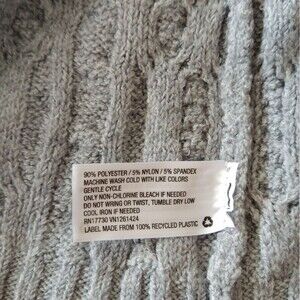 90% POLYESTER / 5% NYLON / 5% SPANDEX
MACHINE WASH COLD WITH LIKE COLORS
GENTLE CYCLE
ONLY NON-CHLORINE BLEACH IF NEEDED
DO NOT WRING OR TWIST, TUMBLE DRY LOW
COOL IRON IF NEEDED
RN17730 VN1261424
LABEL MADE FROM 100% RECYCLED PLASTIC